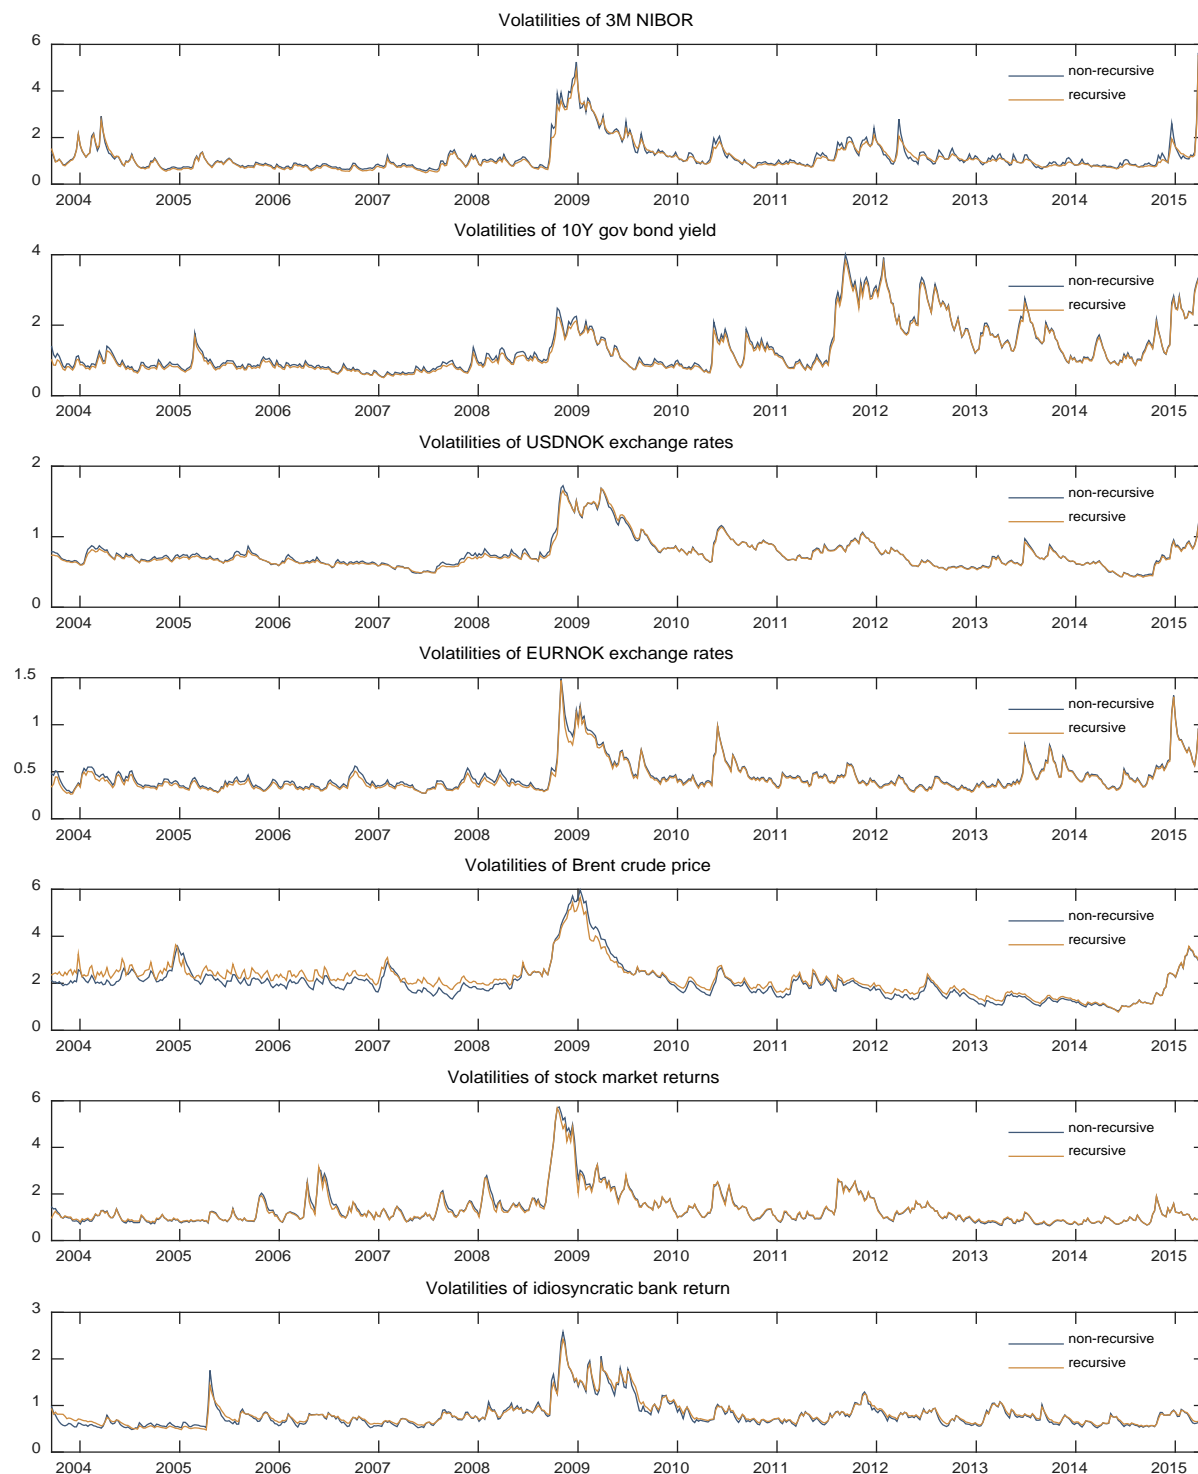 Volatilities of 3M NIBOR
6
4
2
0
non-recursive
recursive
2004 2005 2006 2007 2008 2009 2010 2011 2012 2013 2014 2015
Volatilities of 10Y gov bond yield
4
2
0
non-recursive
recursive
2004 2005 2006 2007 2008 2009 2010 2011 2012 2013 2014 2015
Volatilities of USDNOK exchange rates
2
1
0
non-recursive
recursive
2004 2005 2006 2007 2008 2009 2010 2011 2012 2013 2014 2015
Volatilities of EURNOK exchange rates
1.5
1
0.5
0
non-recursive
recursive
2004 2005 2006 2007 2008 2009 2010 2011 2012 2013 2014 2015
Volatilities of Brent crude price
6
4
2
0
non-recursive
recursive
2004 2005 2006 2007 2008 2009 2010 2011 2012 2013 2014 2015
Volatilities of stock market returns
6
4
2
0
non-recursive
recursive
2004 2005 2006 2007 2008 2009 2010 2011 2012 2013 2014 2015
Volatilities of idiosyncratic bank return
3
2
1
0
non-recursive
recursive
2004 2005 2006 2007 2008 2009 2010 2011 2012 2013 2014 2015